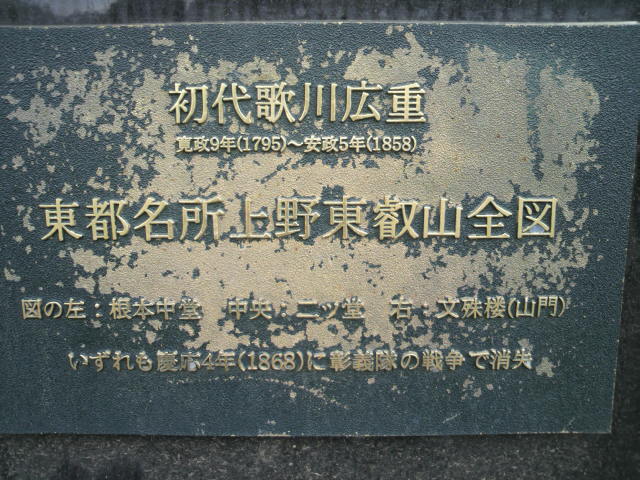 初代歌川広重
寛政9年(1795)〜安政5年(1858)
東都名所上野東叡山全図
図の左：根本中堂　中央：二ッ堂　右：文殊楼(山門)
いずれも慶応4年(1868)に彰義隊の戦争で消失